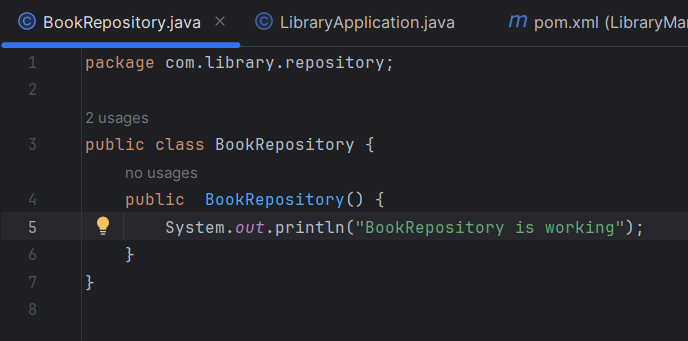 BookRepository.java × LibraryApplication.java m pom.xml (LibraryMa
1 package com.library.repository;
2
2 usages
3 public class BookRepository {
no usages
4 public  BookRepository() {
5 System.out.println("BookRepository is working");
6 }
7 }
8